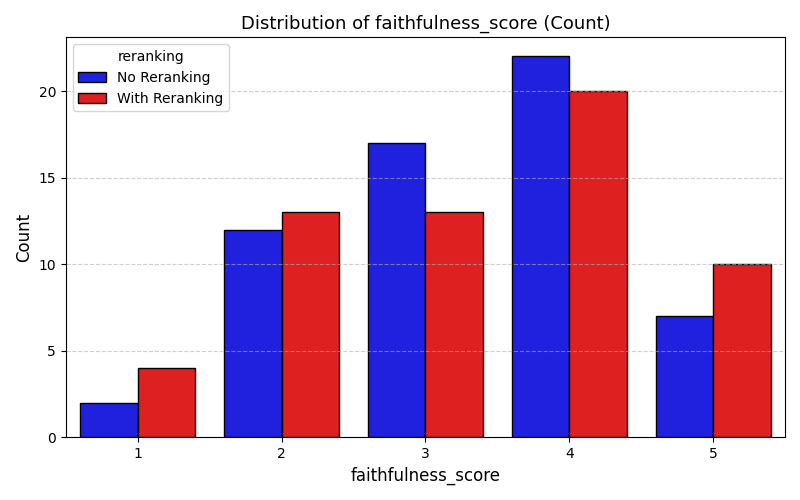 Distribution of faithfulness_score (Count)
reranking
No Reranking
With Reranking
Count
20
15
10
5
0
1 2 3 4 5
faithfulness_score